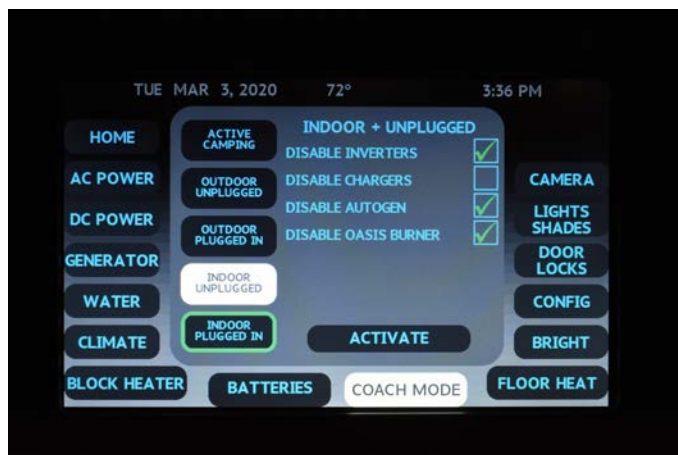 TUE MAR 3, 2020 72° 3:36 PM
HOME
AC POWER
DC POWER
GENERATOR
WATER
CLIMATE
BLOCK HEATER
ACTIVE
CAMPING
OUTDOOR
UNPLUGGED
OUTDOOR
PLUGGED IN
INDOOR
UNPLUGGED
INDOOR
PLUGGED IN
INDOOR + UNPLUGGED
DISABLE INVERTERS
DISABLE CHARGERS
DISABLE AUTOGEN
DISABLE OASIS BURNER
ACTIVATE
CAMERA
LIGHTS
SHADES
DOOR
LOCKS
CONFIG
BRIGHT
FLOOR HEAT
BATTERIES
COACH MODE